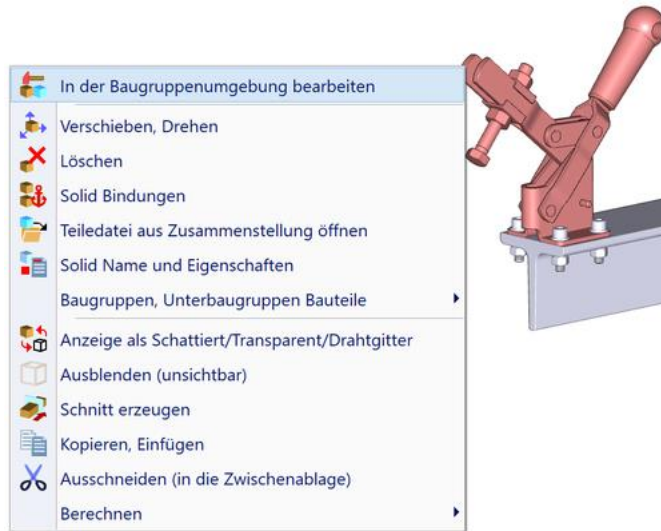 In der Baugruppenumgebung bearbeiten
Verschieben, Drehen
Löschen
Solid Bindungen
Teiledatei aus Zusammenstellung öffnen
Solid Name und Eigenschaften
Baugruppen, Unterbaugruppen Bauteile
Anzeige als Schattiert/Transparent/Drahtgitter
Ausblenden (unsichtbar)
Schnitt erzeugen
Kopieren, Einfügen
Ausschneiden (in die Zwischenablage)
Berechnen